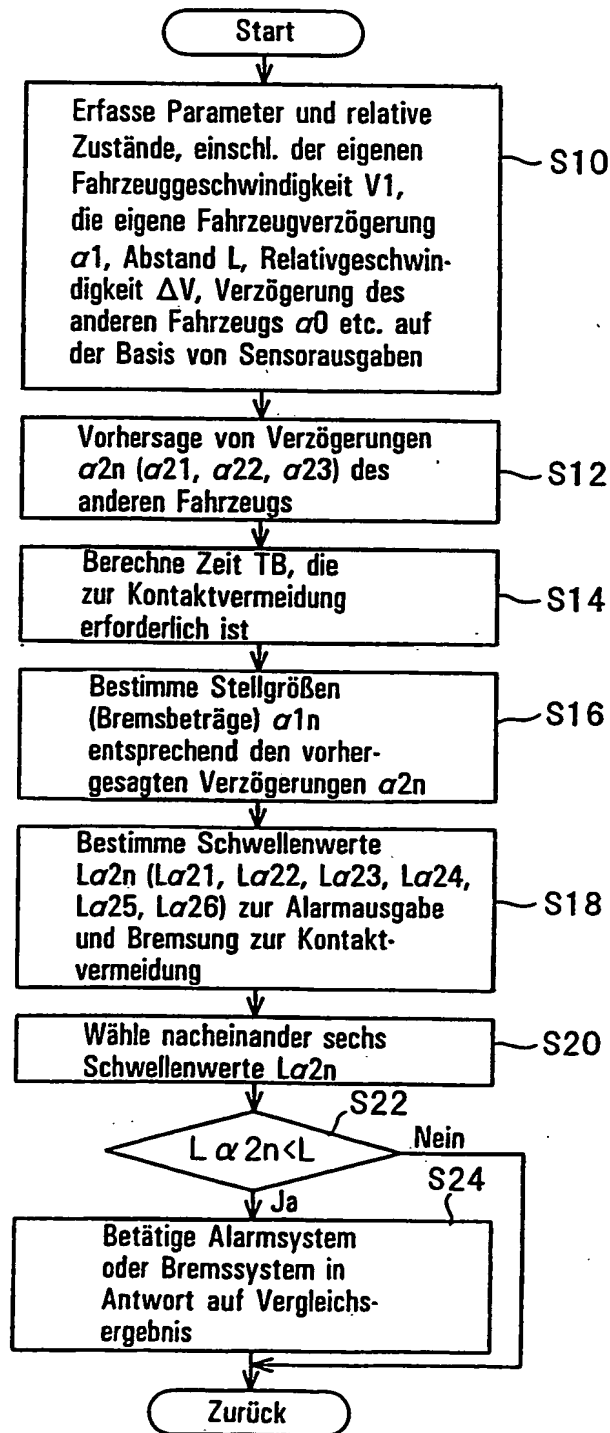 Start
Erfasse Parameter und relative
Zustände, einschl. der eigenen
Fahrzeuggeschwindigkeit V1,
die eigene Fahrzeugverzögerung
α1, Abstand L, Relativgeschwin-
digkeit ΔV, Verzögerung des
anderen Fahrzeugs α0 etc. auf
der Basis von Sensorausgaben
S10
Vorhersage von Verzögerungen
α2n (α21, α22, α23) des
anderen Fahrzeugs
S12
Berechne Zeit TB, die
zur Kontaktvermeidung
erforderlich ist
S14
Bestimme Stellgrößen
(Bremsbeträge) α1n
entsprechend den vorher-
gesagten Verzögerungen α2n
S16
Bestimme Schwellenwerte
Lα2n (Lα21, Lα22, Lα23, Lα24,
Lα25, Lα26) zur Alarmausgabe
und Bremsung zur Kontakt-
vermeidung
S18
Wähle nacheinander sechs
Schwellenwerte Lα2n
S20
S22
Lα2n<L
Nein
Ja
S24
Betätige Alarmsystem
oder Bremssystem in
Antwort auf Vergleichs-
ergebnis
Zurück